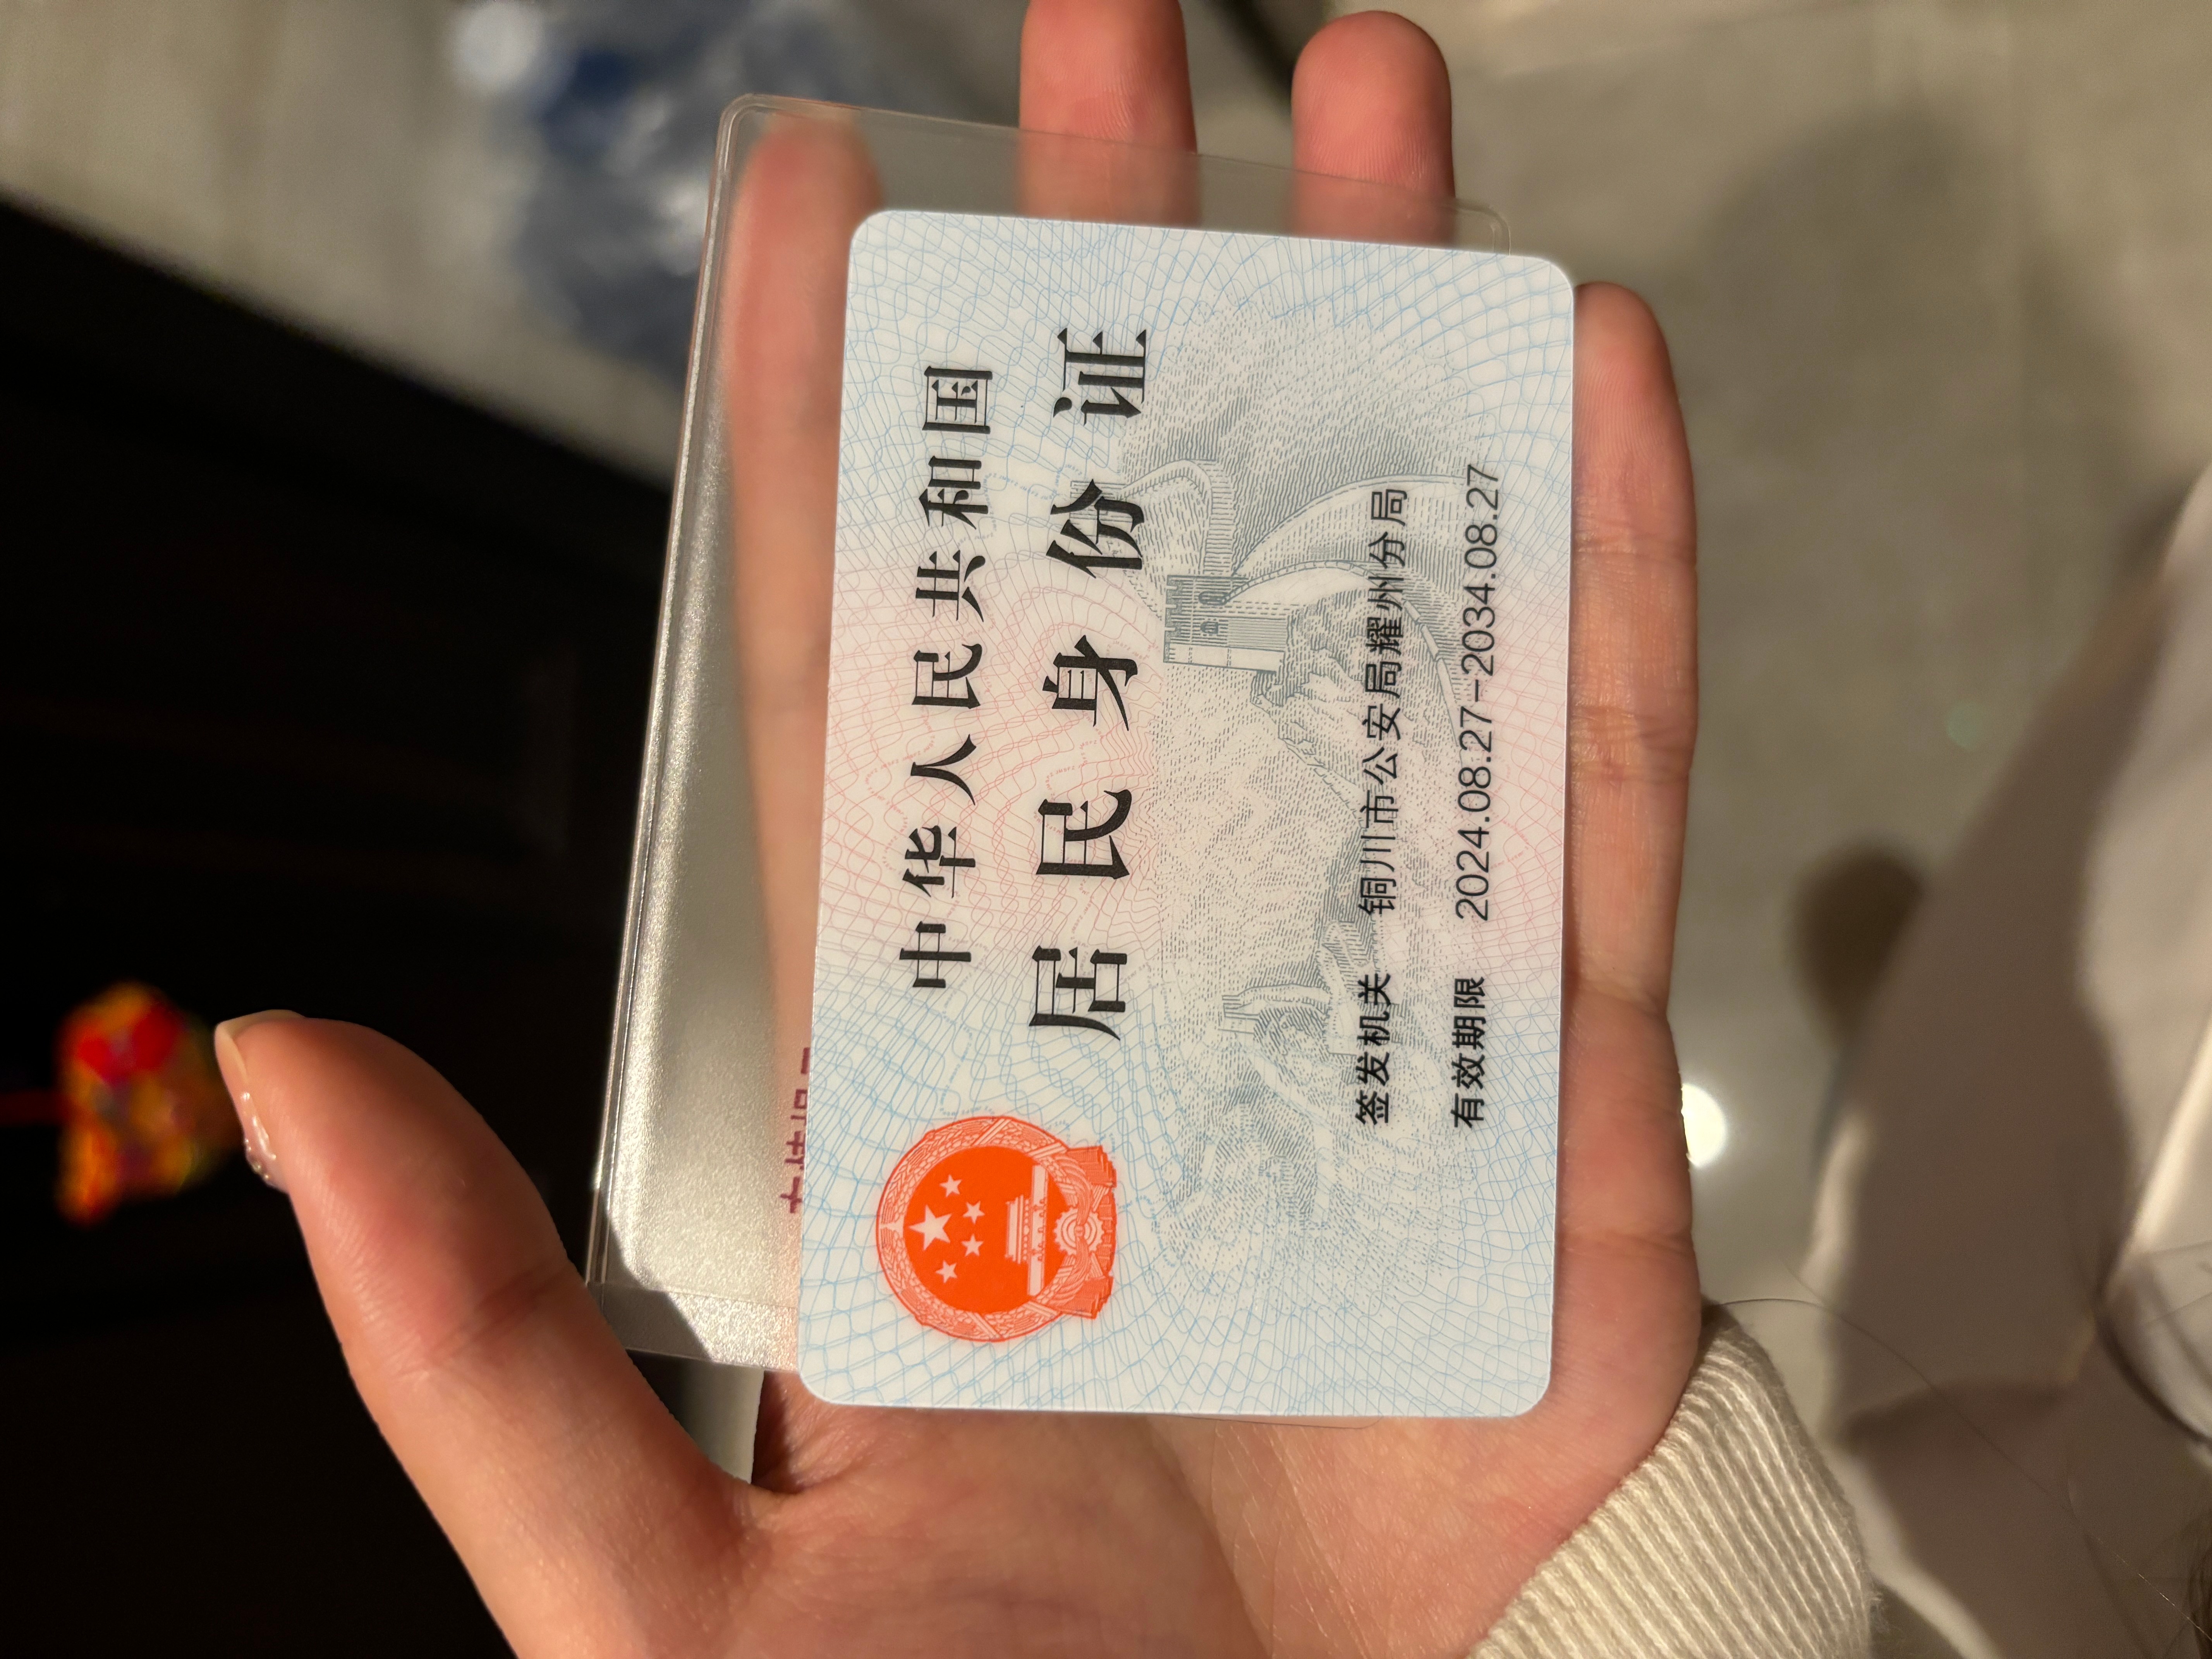 中华人民共和国
居民身份证
签发机关 铜川市公安局耀州分局
有效期限 2024.08.27-2034.08.27